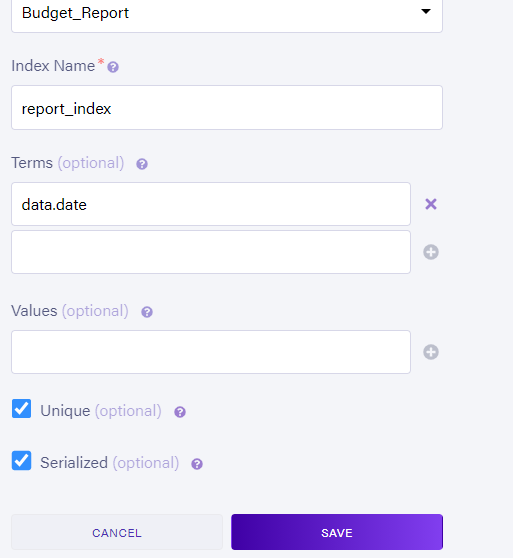 Budget_Report
Index Name*
report_index
Terms (optional)
data.date
Values (optional)
Unique (optional)
Serialized (optional)
CANCEL
SAVE